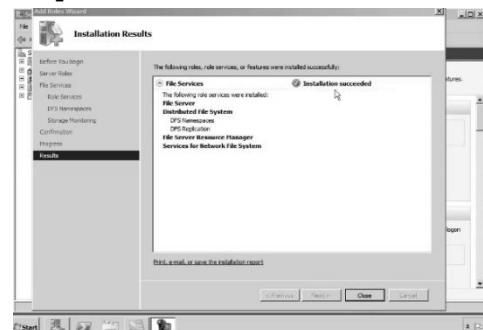 Add Roles Wizard
Installation Results
Before You Begin
Server Roles
File Services
Role Services
DFS Namespaces
Storage Monitoring
Confirmation
Progress
Results
The following roles, role services, or features were installed successfully:
File Services
Installation succeeded
The following role services were installed:
File Server
Distributed File System
DFS Namespaces
DFS Replication
File Server Resource Manager
Services for Network File System
Print, e-mail, or save the installation report
< Previous
Next >
Close
Cancel
Start